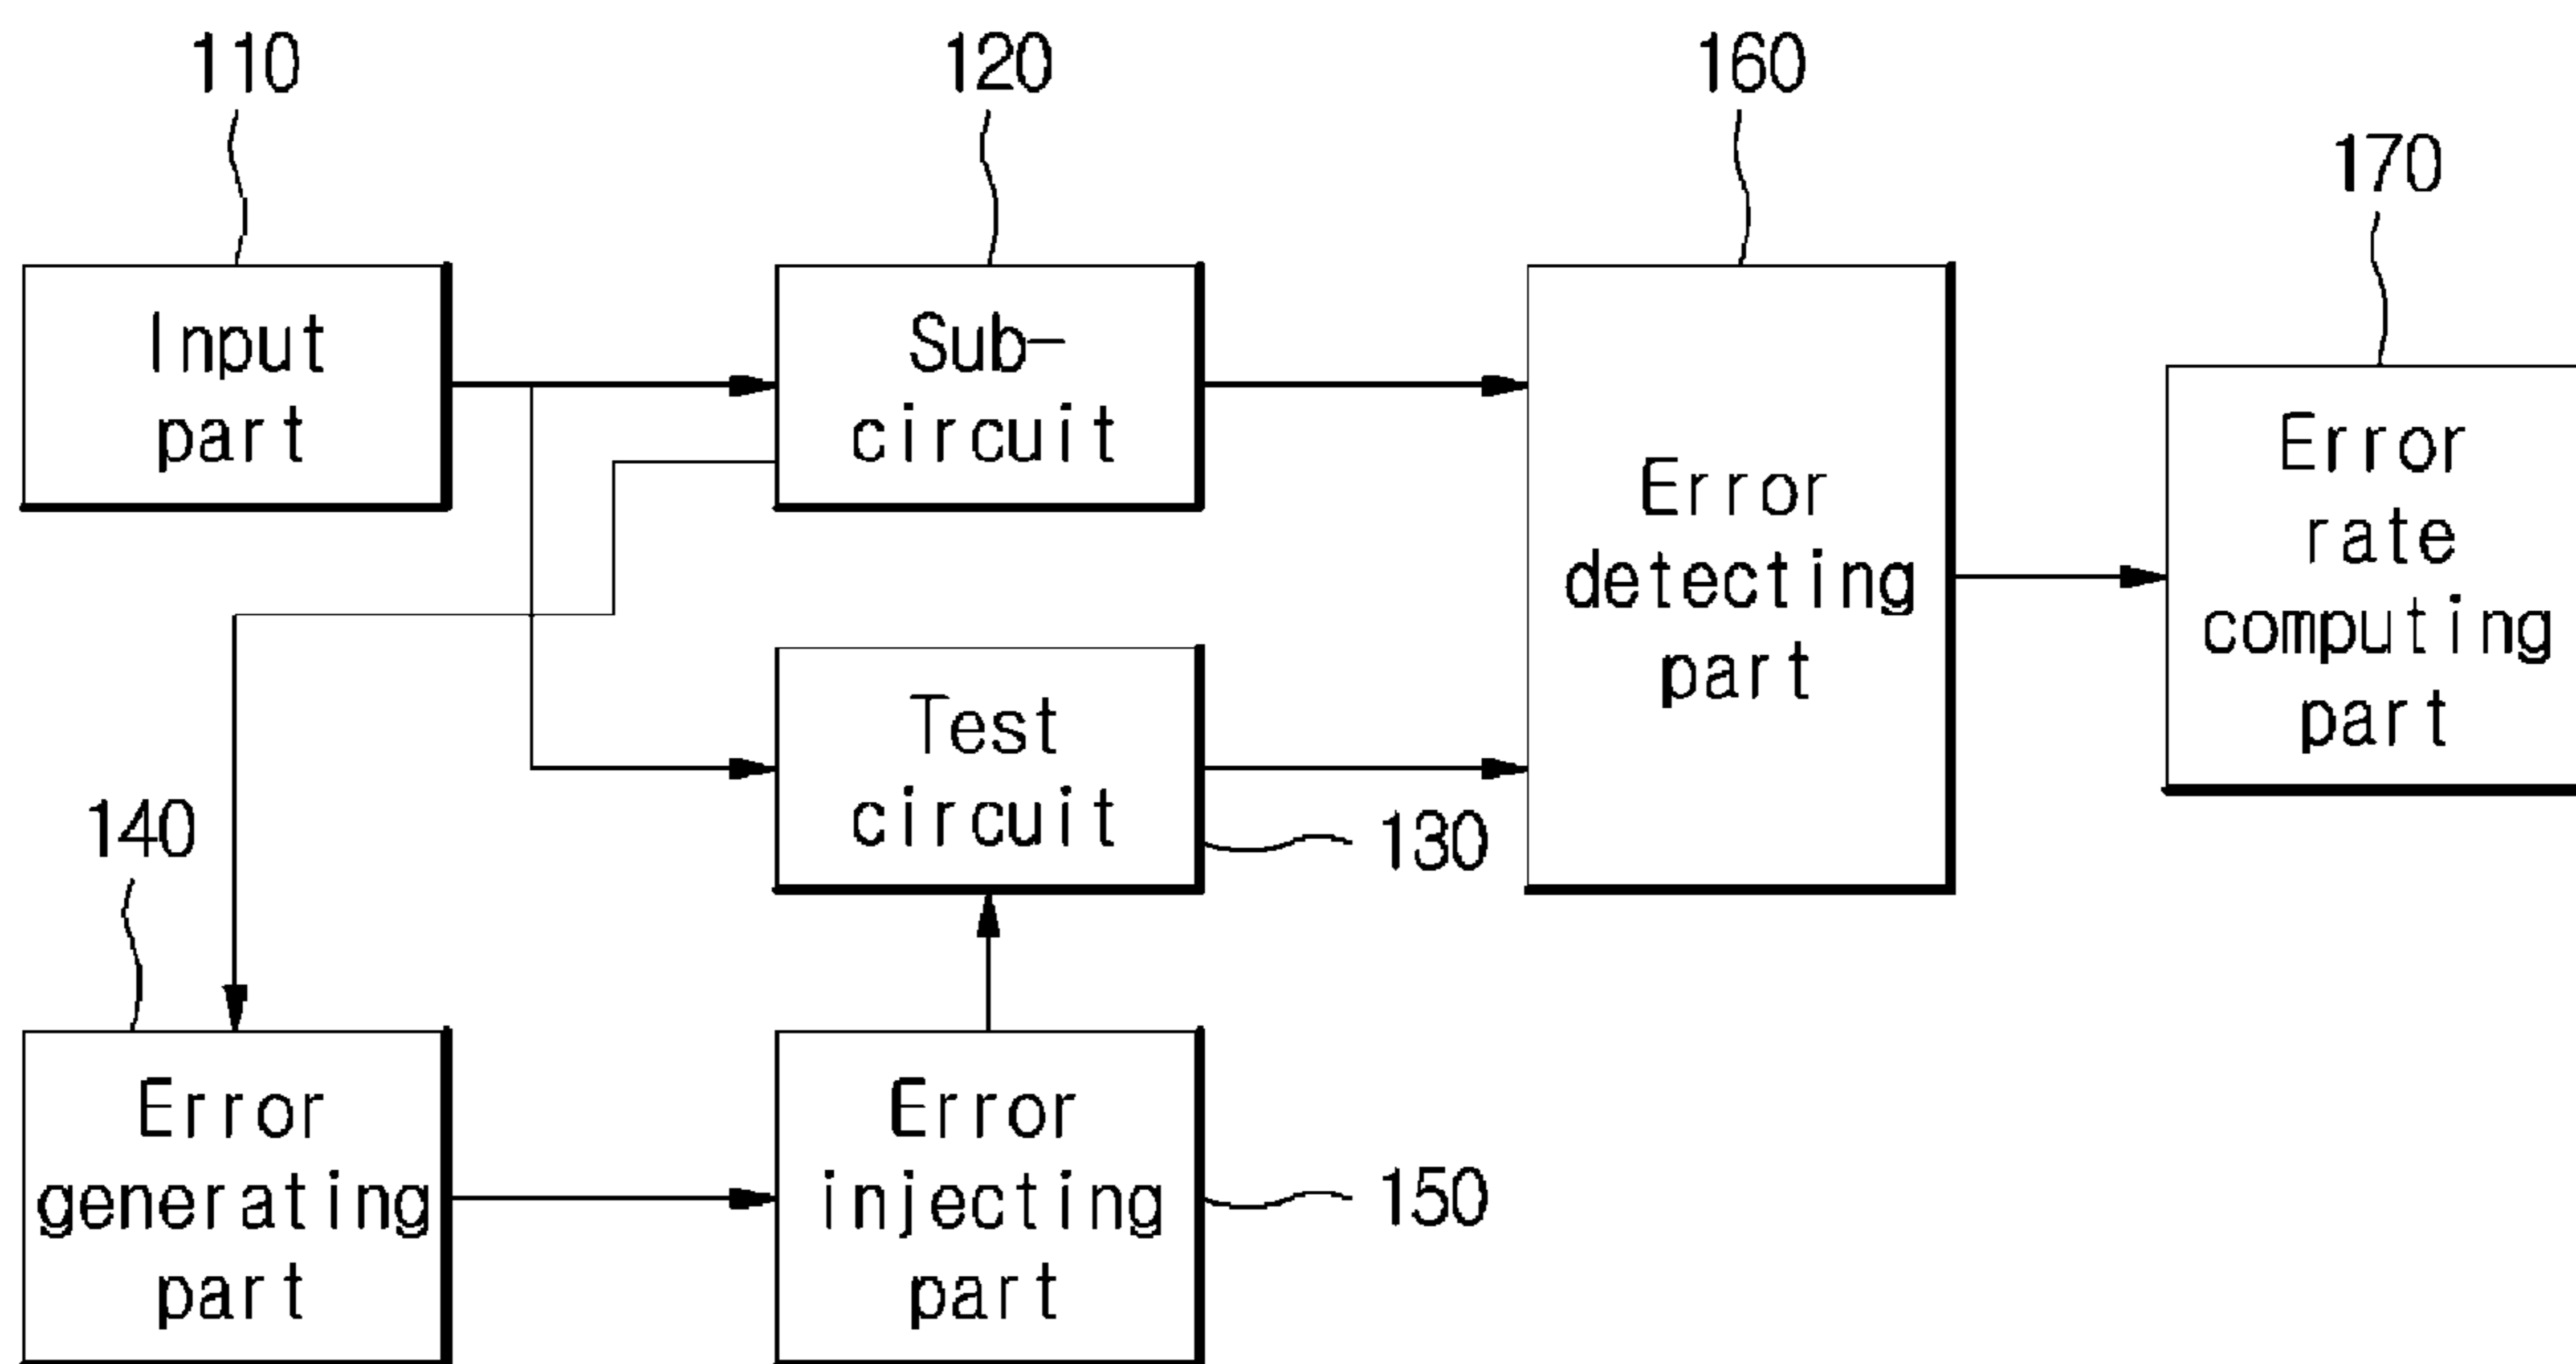 110
120
160
170
Input
part
Sub-
circuit
Error
detecting
part
Error
rate
computing
part
Test
circuit
130
140
Error
generating
part
Error
injecting
part
150